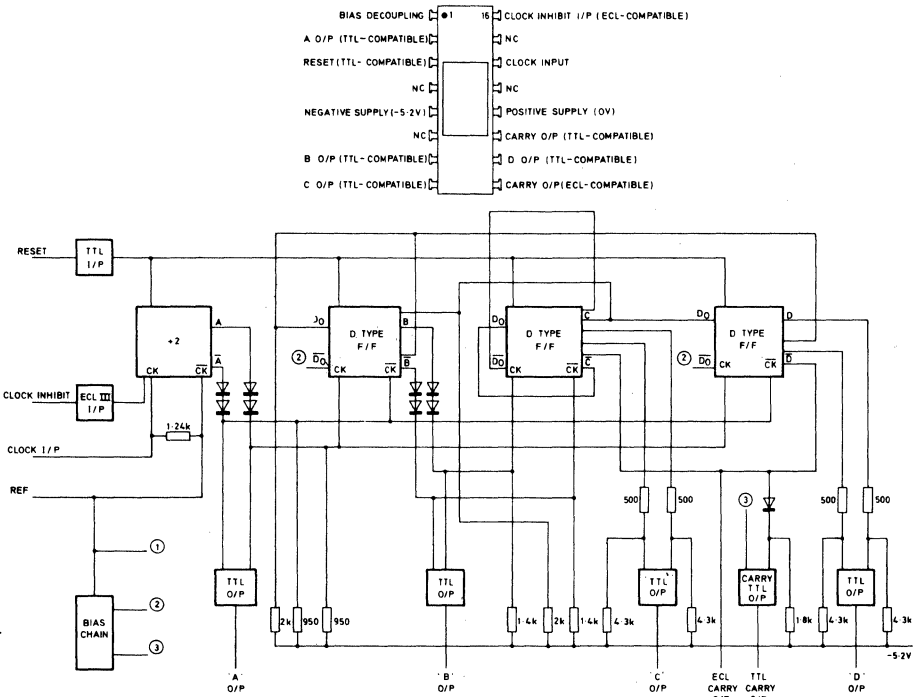 BIAS DECOUPLING
1
16
CLOCK INHIBIT I/P (ECL-COMPATIBLE)
A O/P (TTL-COMPATIBLE)
NC
RESET (TTL-COMPATIBLE)
CLOCK INPUT
NC
NC
NEGATIVE SUPPLY (-5·2V)
POSITIVE SUPPLY (0V)
NC
CARRY O/P (TTL-COMPATIBLE)
B O/P (TTL-COMPATIBLE)
D O/P (TTL-COMPATIBLE)
C O/P (TTL-COMPATIBLE)
CARRY O/P (ECL-COMPATIBLE)
RESET
TTL
I/P
÷2
A
A̅
CK
C̅K̅
D TYPE
F/F
B
B̅
2
D̅0̅
CK
C̅K̅
D0
D̅0̅
D TYPE
F/F
C
C̅
CK
C̅K̅
D0
2
D̅0̅
D TYPE
F/F
D
D̅
CK
C̅K̅
CLOCK INHIBIT
ECL III
I/P
1·24k
CLOCK I/P
REF
500
500
3
500
500
1
BIAS
CHAIN
2
3
TTL
O/P
TTL
O/P
TTL
O/P
CARRY
TTL
O/P
TTL
O/P
2k
950
950
1·4k
2k
1·4k
4·3k
4·3k
1·8k
4·3k
4·3k
-5·2V
'A'
O/P
'B'
O/P
'C'
O/P
ECL
CARRY
TTL
CARRY
'D'
O/P